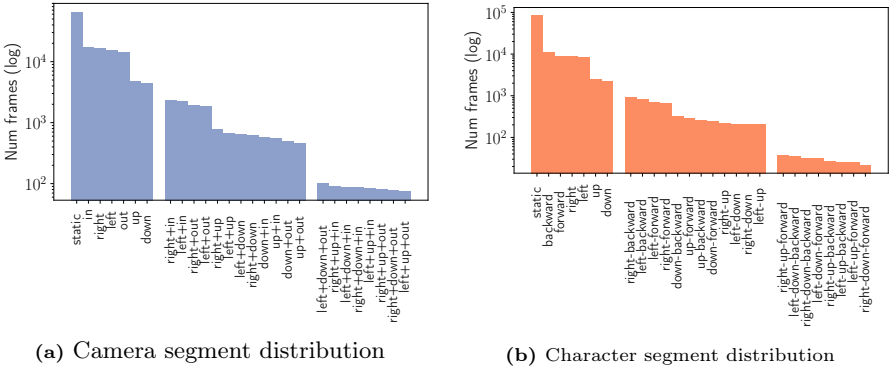 Num frames (log)
10^4
10^3
10^2
static
in
right
left
out
up
down
right+in
left+in
right+out
left+out
right+up
left+up
left+down
right+down
down+in
up+in
down+out
up+out
left+down+out
right+up+in
left+down+in
right+down+in
left+up+in
right+up+out
right+down+out
left+up+out
(a) Camera segment distribution
Num frames (log)
10^5
10^4
10^3
10^2
static
backward
forward
right
left
up
down
right-backward
left-backward
left-forward
right-forward
down-backward
up-forward
up-backward
down-forward
right-up
left-down
right-down
left-up
right-up-forward
left-down-backward
right-down-backward
left-down-forward
right-up-backward
left-up-backward
left-up-forward
right-down-forward
(b) Character segment distribution